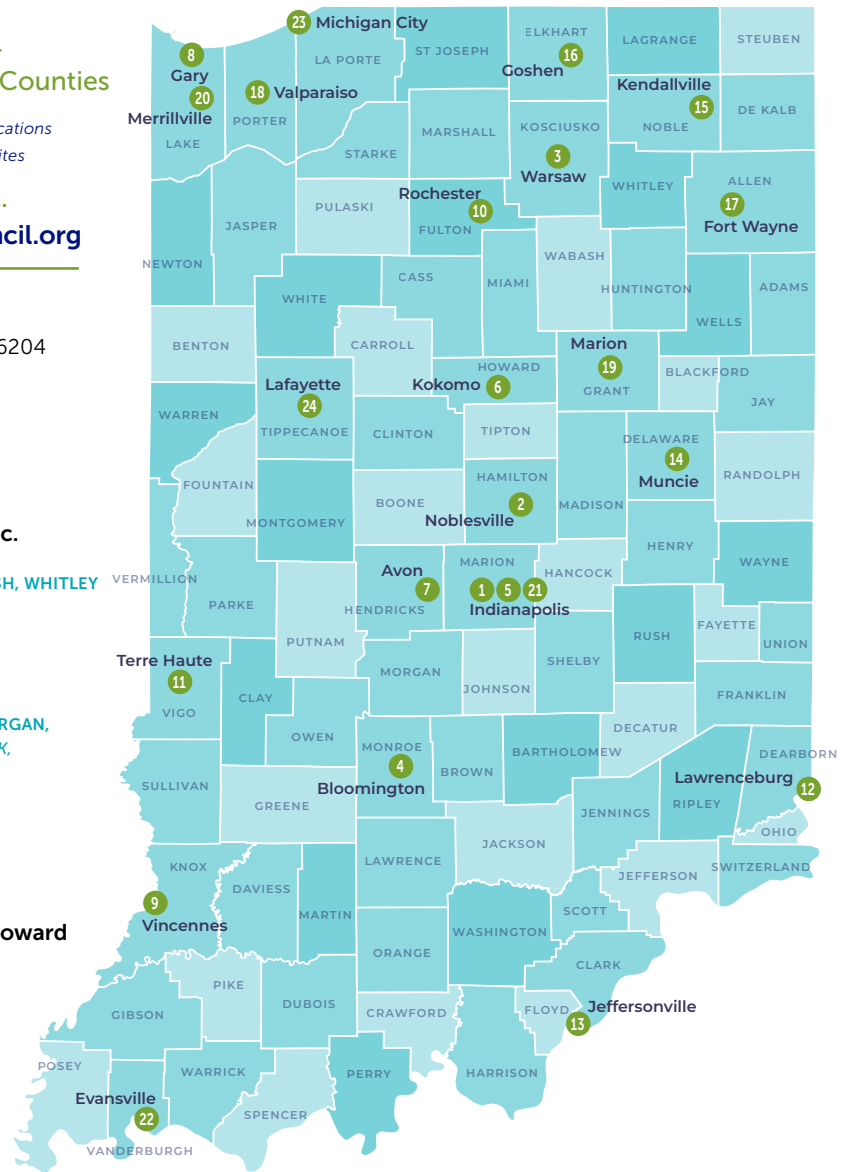 Counties
cations
ites
ncil.org
6204
c.
SH, WHITLEY
RGAN,
K,
oward
23 Michigan City
8
Gary
20
Merrillville
LAKE
18 Valparaiso
PORTER
LA PORTE
ST JOSEPH
ELKHART
16
Goshen
LAGRANGE
STEUBEN
Kendallville
15
NOBLE
DE KALB
STARKE
MARSHALL
KOSCIUSKO
3
Warsaw
WHITLEY
ALLEN
17
Fort Wayne
NEWTON
JASPER
PULASKI
Rochester
10
FULTON
WABASH
HUNTINGTON
WELLS
ADAMS
WHITE
CASS
MIAMI
BENTON
CARROLL
HOWARD
Kokomo 6
Marion
19
GRANT
BLACKFORD
JAY
WARREN
Lafayette
24
TIPPECANOE
CLINTON
TIPTON
DELAWARE
14
Muncie
RANDOLPH
FOUNTAIN
MONTGOMERY
BOONE
HAMILTON
2
Noblesville
MADISON
HENRY
WAYNE
VERMILLION
PARKE
Avon
7
HENDRICKS
MARION
1 5 21
Indianapolis
HANCOCK
PUTNAM
RUSH
FAYETTE
UNION
Terre Haute
11
VIGO
CLAY
MORGAN
JOHNSON
SHELBY
FRANKLIN
OWEN
MONROE
4
Bloomington
BROWN
BARTHOLOMEW
DECATUR
DEARBORN
Lawrenceburg
12
RIPLEY
OHIO
SULLIVAN
GREENE
JENNINGS
JACKSON
JEFFERSON
SWITZERLAND
KNOX
9
Vincennes
DAVIESS
MARTIN
LAWRENCE
SCOTT
WASHINGTON
ORANGE
CLARK
PIKE
GIBSON
DUBOIS
CRAWFORD
FLOYD
Jeffersonville
13
HARRISON
POSEY
Evansville
22
VANDERBURGH
WARRICK
SPENCER
PERRY